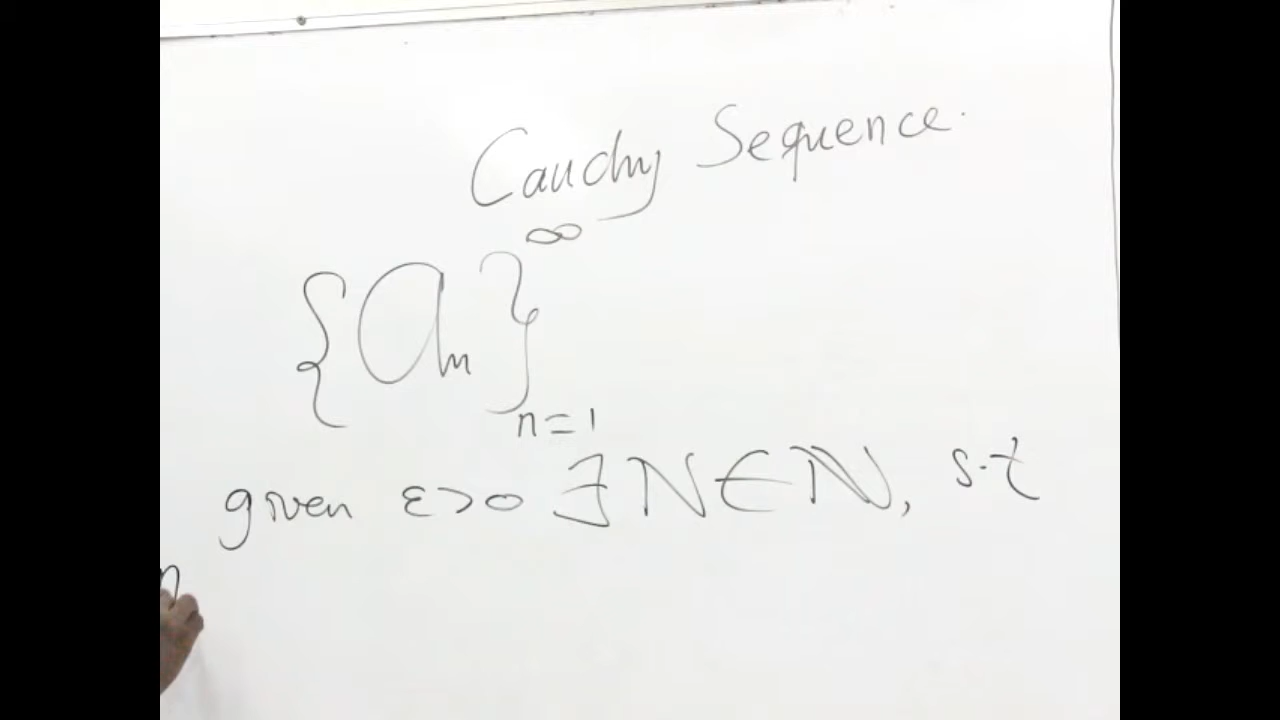 Cauchy Sequence.
{a_n}^∞_{n=1}
given ε>0 ∃ N∈ℕ, s.t